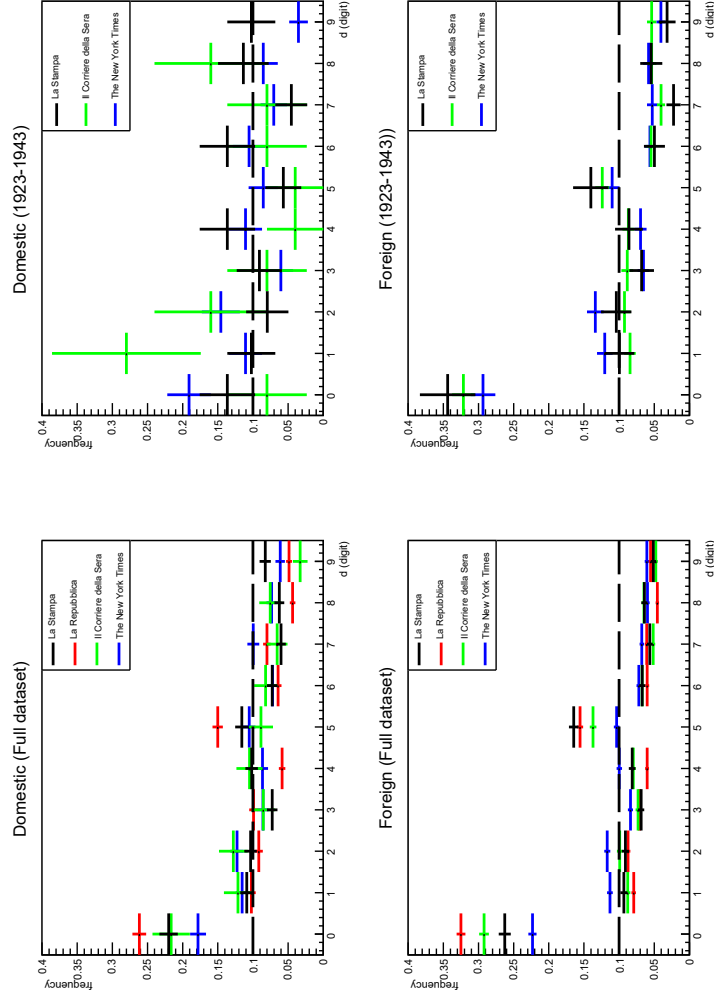 Domestic (Full dataset)
frequency
0.4
0.35
0.3
0.25
0.2
0.15
0.1
0.05
0
La Stampa
La Repubblica
Il Corriere della Sera
The New York Times
0 1 2 3 4 5 6 7 8 9
d (digit)
Domestic (1923-1943)
frequency
0.4
0.35
0.3
0.25
0.2
0.15
0.1
0.05
0
La Stampa
Il Corriere della Sera
The New York Times
0 1 2 3 4 5 6 7 8 9
d (digit)
Foreign (Full dataset)
frequency
0.4
0.35
0.3
0.25
0.2
0.15
0.1
0.05
0
La Stampa
La Repubblica
Il Corriere della Sera
The New York Times
0 1 2 3 4 5 6 7 8 9
d (digit)
Foreign (1923-1943))
frequency
0.4
0.35
0.3
0.25
0.2
0.15
0.1
0.05
0
La Stampa
Il Corriere della Sera
The New York Times
0 1 2 3 4 5 6 7 8 9
d (digit)